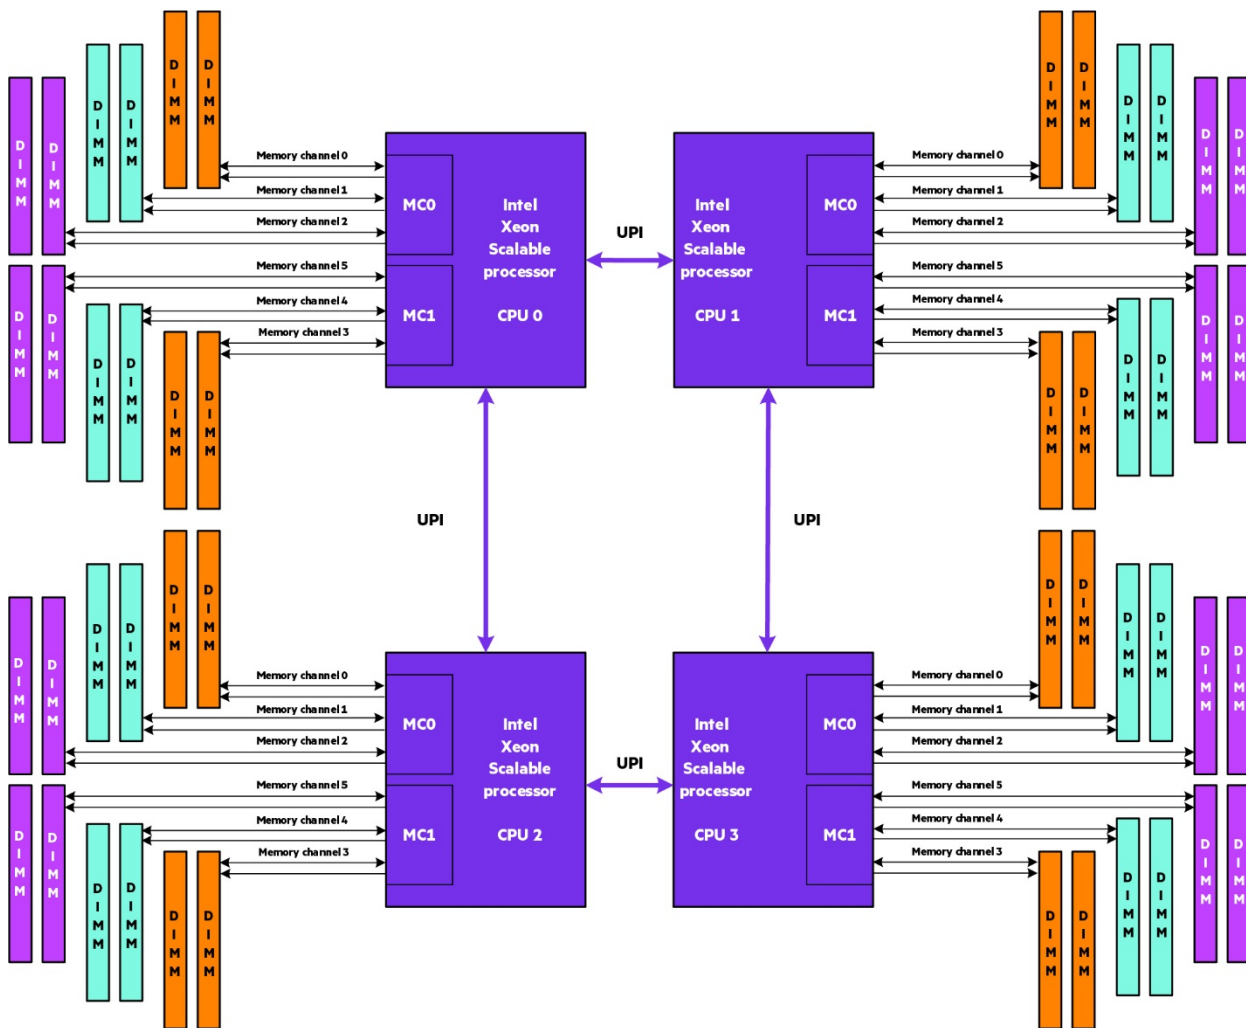 DIMM DIMM DIMM DIMM DIMM DIMM
Memory channel 0
Memory channel 1
Memory channel 2
MC0
Intel
Xeon
Scalable
processor
CPU 0
Memory channel 5
Memory channel 4
Memory channel 3
MC1
DIMM DIMM DIMM DIMM DIMM DIMM
UPI
Intel
Xeon
Scalable
processor
CPU 1
MC0
Memory channel 0
Memory channel 1
Memory channel 2
DIMM DIMM DIMM DIMM DIMM DIMM
MC1
Memory channel 5
Memory channel 4
Memory channel 3
DIMM DIMM DIMM DIMM DIMM DIMM
UPI
UPI
DIMM DIMM DIMM DIMM DIMM DIMM
Memory channel 0
Memory channel 1
Memory channel 2
MC0
Intel
Xeon
Scalable
processor
CPU 2
Memory channel 5
Memory channel 4
Memory channel 3
MC1
DIMM DIMM DIMM DIMM DIMM DIMM
UPI
Intel
Xeon
Scalable
processor
CPU 3
MC0
Memory channel 0
Memory channel 1
Memory channel 2
DIMM DIMM DIMM DIMM DIMM DIMM
MC1
Memory channel 5
Memory channel 4
Memory channel 3
DIMM DIMM DIMM DIMM DIMM DIMM